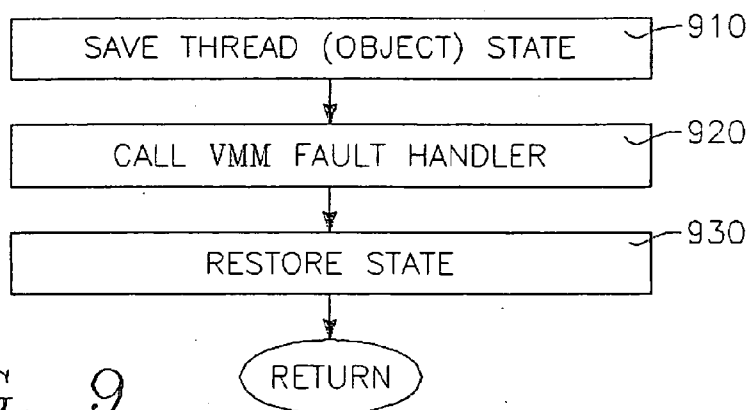 SAVE THREAD (OBJECT) STATE 910
CALL VMM FAULT HANDLER 920
RESTORE STATE 930
RETURN
9